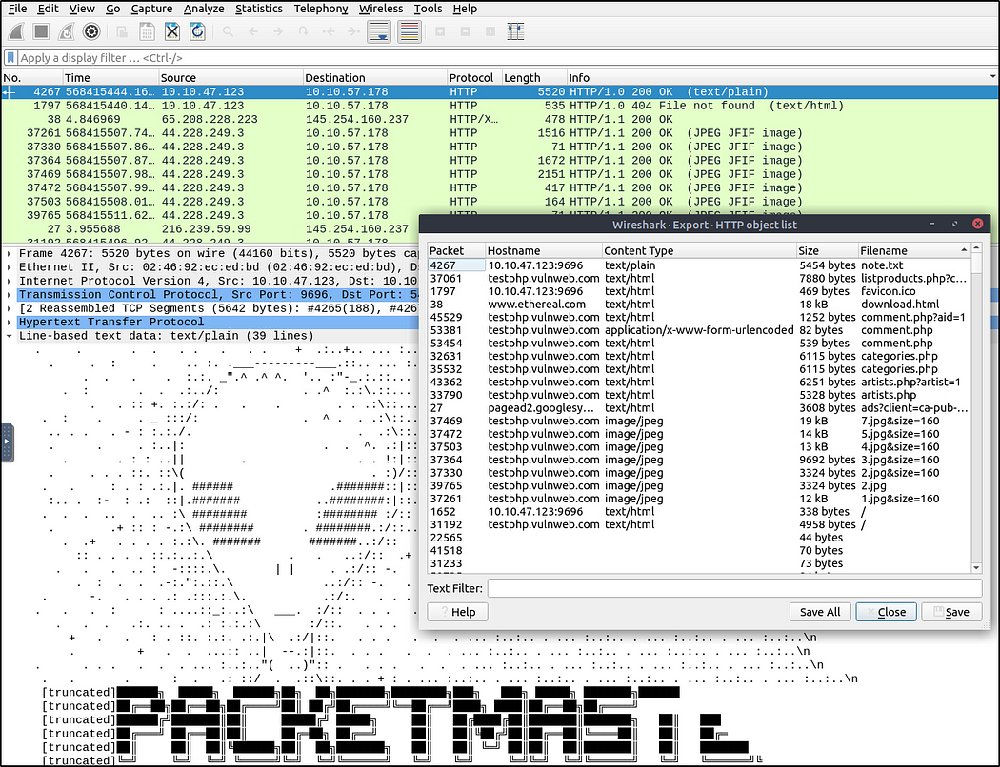 File Edit View Go Capture Analyze Statistics Telephony Wireless Tools Help
Apply a display filter ... <Ctrl-/>
No. Time Source Destination Protocol Length Info
4267 568415444.16… 10.10.47.123 10.10.57.178 HTTP 5520 HTTP/1.0 200 OK (text/plain)
1797 568415440.14… 10.10.47.123 10.10.57.178 HTTP 535 HTTP/1.0 404 File not found (text/html)
38 4.846969 65.208.228.223 145.254.160.237 HTTP/X… 478 HTTP/1.1 200 OK
37261 568415507.74… 44.228.249.3 10.10.57.178 HTTP 1516 HTTP/1.1 200 OK (JPEG JFIF image)
37330 568415507.86… 44.228.249.3 10.10.57.178 HTTP 71 HTTP/1.1 200 OK (JPEG JFIF image)
37364 568415507.87… 44.228.249.3 10.10.57.178 HTTP 1672 HTTP/1.1 200 OK (JPEG JFIF image)
37469 568415507.98… 44.228.249.3 10.10.57.178 HTTP 2151 HTTP/1.1 200 OK (JPEG JFIF image)
37472 568415507.99… 44.228.249.3 10.10.57.178 HTTP 417 HTTP/1.1 200 OK (JPEG JFIF image)
37503 568415508.01… 44.228.249.3 10.10.57.178 HTTP 164 HTTP/1.1 200 OK (JPEG JFIF image)
39765 568415511.62… 44.228.249.3 10.10.57.178
27 3.955688 216.239.59.99 145.254.160.237
Frame 4267: 5520 bytes on wire (44160 bits), 5520 bytes ca
Ethernet II, Src: 02:46:92:ec:ed:bd (02:46:92:ec:ed:bd), D
Internet Protocol Version 4, Src: 10.10.47.123, Dst: 10.10
Transmission Control Protocol, Src Port: 9696, Dst Port: 5
[2 Reassembled TCP Segments (5642 bytes): #4265(188), #426
Hypertext Transfer Protocol
Line-based text data: text/plain (39 lines)
[truncated]
[truncated]
[truncated]
[truncated]
[truncated]
[truncated]
PACKETMASTE
Wireshark · Export · HTTP object list
Packet Hostname Content Type Size Filename
4267 10.10.47.123:9696 text/plain 5454 bytes note.txt
37061 testphp.vulnweb.com text/html 7880 bytes listproducts.php?c…
1797 10.10.47.123:9696 text/html 469 bytes favicon.ico
38 www.ethereal.com text/html 18 kB download.html
45529 testphp.vulnweb.com text/html 1252 bytes comment.php?aid=1
53381 testphp.vulnweb.com application/x-www-form-urlencoded 82 bytes comment.php
53454 testphp.vulnweb.com text/html 539 bytes comment.php
32631 testphp.vulnweb.com text/html 6115 bytes categories.php
35532 testphp.vulnweb.com text/html 6115 bytes categories.php
43362 testphp.vulnweb.com text/html 6251 bytes artists.php?artist=1
33790 testphp.vulnweb.com text/html 5328 bytes artists.php
27 pagead2.googlesy… text/html 3608 bytes ads?client=ca-pub-…
37469 testphp.vulnweb.com image/jpeg 19 kB 7.jpg&size=160
37472 testphp.vulnweb.com image/jpeg 14 kB 5.jpg&size=160
37503 testphp.vulnweb.com image/jpeg 13 kB 4.jpg&size=160
37364 testphp.vulnweb.com image/jpeg 9692 bytes 3.jpg&size=160
37330 testphp.vulnweb.com image/jpeg 3324 bytes 2.jpg&size=160
39765 testphp.vulnweb.com image/jpeg 3324 bytes 2.jpg
37261 testphp.vulnweb.com image/jpeg 12 kB 1.jpg&size=160
1652 10.10.47.123:9696 text/html 338 bytes /
31192 testphp.vulnweb.com text/html 4958 bytes /
22565 44 bytes
41518 70 bytes
31233 73 bytes
Text Filter:
Help Save All Close Save